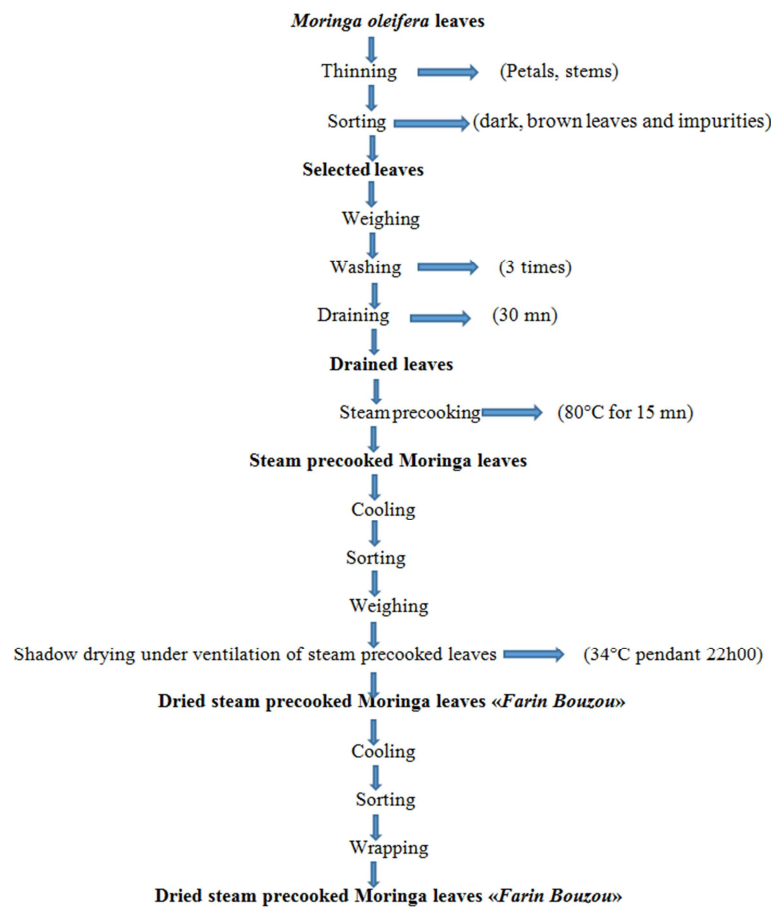 Moringa oleifera leaves
Thinning (Petals, stems)
Sorting (dark, brown leaves and impurities)
Selected leaves
Weighing
Washing (3 times)
Draining (30 mn)
Drained leaves
Steam precooking (80°C for 15 mn)
Steam precooked Moringa leaves
Cooling
Sorting
Weighing
Shadow drying under ventilation of steam precooked leaves (34°C pendant 22h00)
Dried steam precooked Moringa leaves «Farin Bouzou»
Cooling
Sorting
Wrapping
Dried steam precooked Moringa leaves «Farin Bouzou»